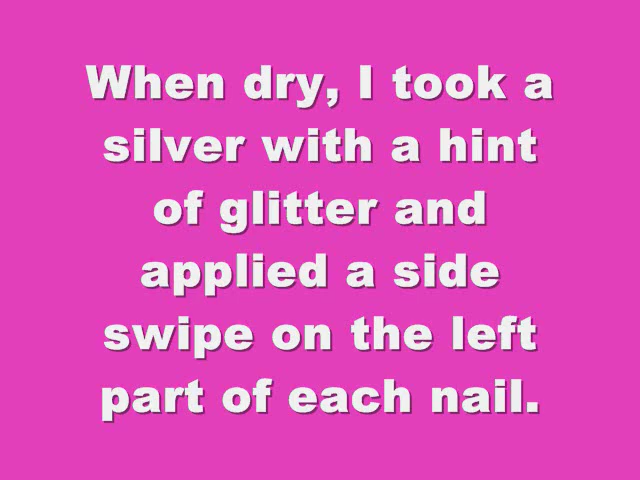 When dry, I took a
silver with a hint
of glitter and
applied a side
swipe on the left
part of each nail.